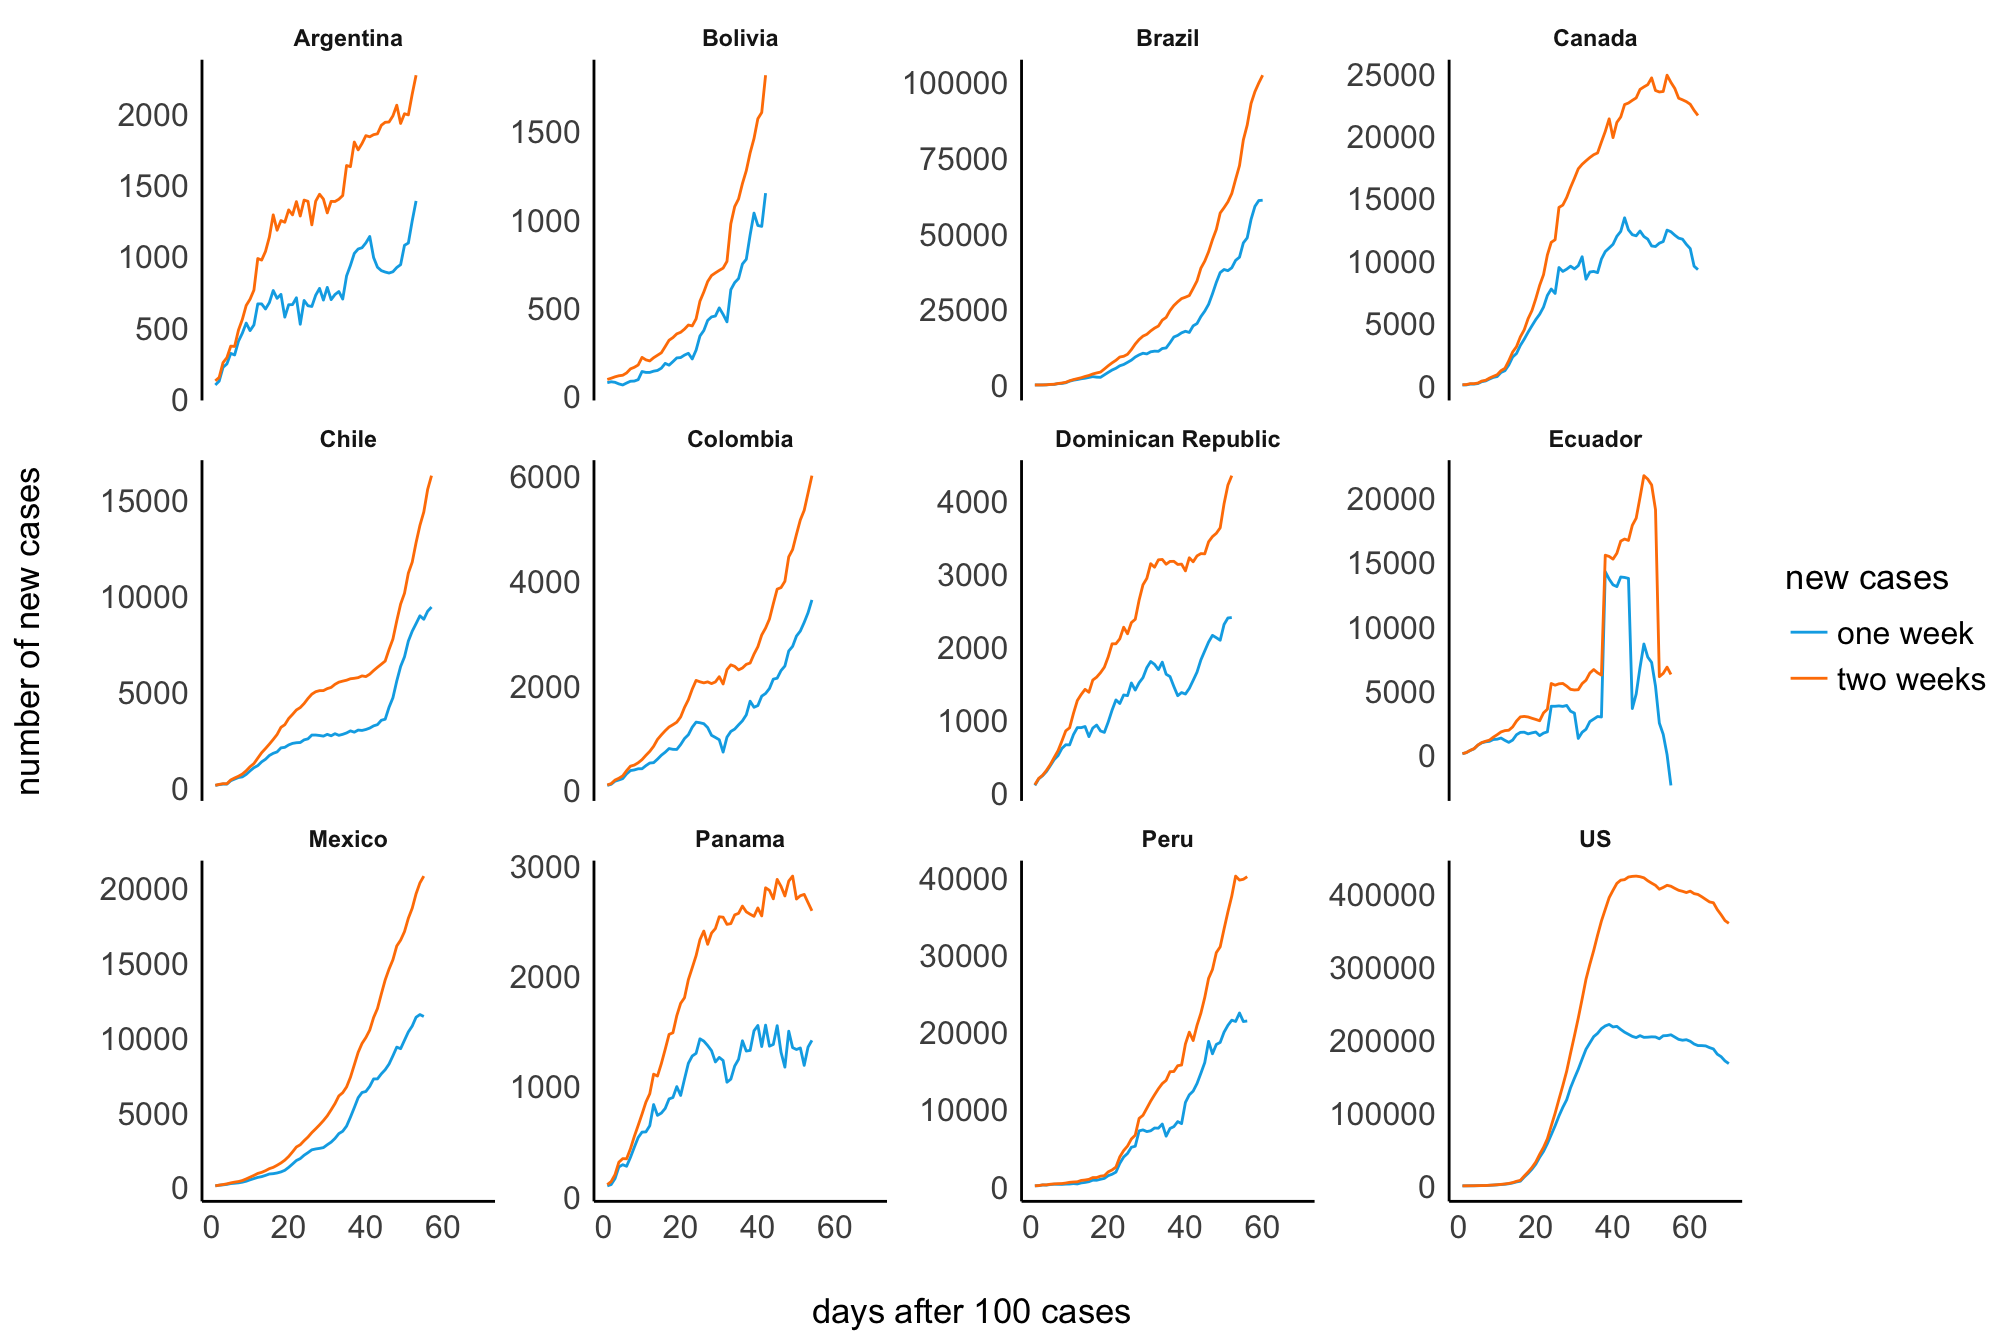 Argentina
Bolivia
Brazil
Canada
2000
1500
1000
500
0
1500
1000
500
0
100000
75000
50000
25000
0
25000
20000
15000
10000
5000
0
Chile
Colombia
Dominican Republic
Ecuador
15000
10000
5000
0
6000
4000
2000
0
4000
3000
2000
1000
0
20000
15000
10000
5000
0
number of new cases
new cases
one week
two weeks
Mexico
Panama
Peru
US
20000
15000
10000
5000
0
3000
2000
1000
0
40000
30000
20000
10000
0
400000
300000
200000
100000
0
0 20 40 60
0 20 40 60
0 20 40 60
0 20 40 60
days after 100 cases